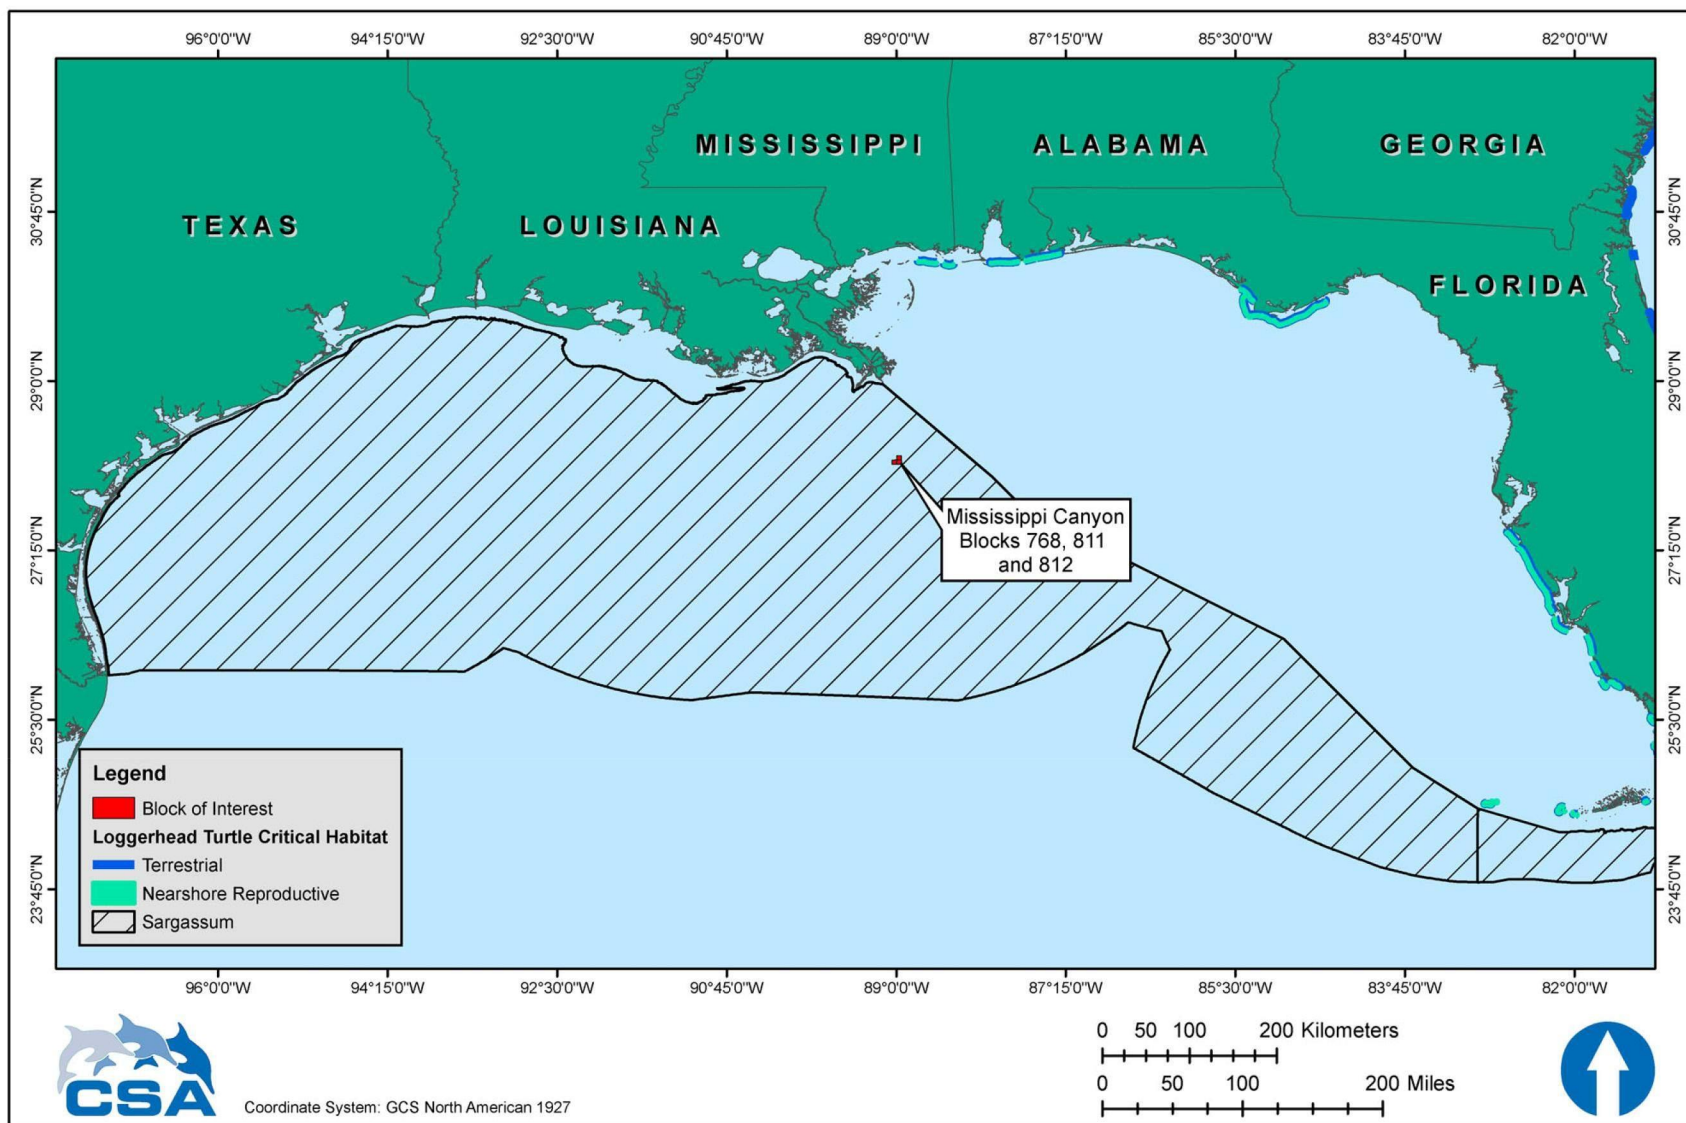 96°0'0"W 94°15'0"W 92°30'0"W 90°45'0"W 89°0'0"W 87°15'0"W 85°30'0"W 83°45'0"W 82°0'0"W
MISSISSIPPI ALABAMA GEORGIA
30°45'0"N 30°45'0"N
TEXAS LOUISIANA
FLORIDA
29°0'0"N 29°0'0"N
Mississippi Canyon
Blocks 768, 811
and 812
27°15'0"N 27°15'0"N
25°30'0"N 25°30'0"N
Legend
Block of Interest
Loggerhead Turtle Critical Habitat
Terrestrial
Nearshore Reproductive
Sargassum
23°45'0"N 23°45'0"N
96°0'0"W 94°15'0"W 92°30'0"W 90°45'0"W 89°0'0"W 87°15'0"W 85°30'0"W 83°45'0"W 82°0'0"W
0 50 100 200 Kilometers
0 50 100 200 Miles
CSA
Coordinate System: GCS North American 1927